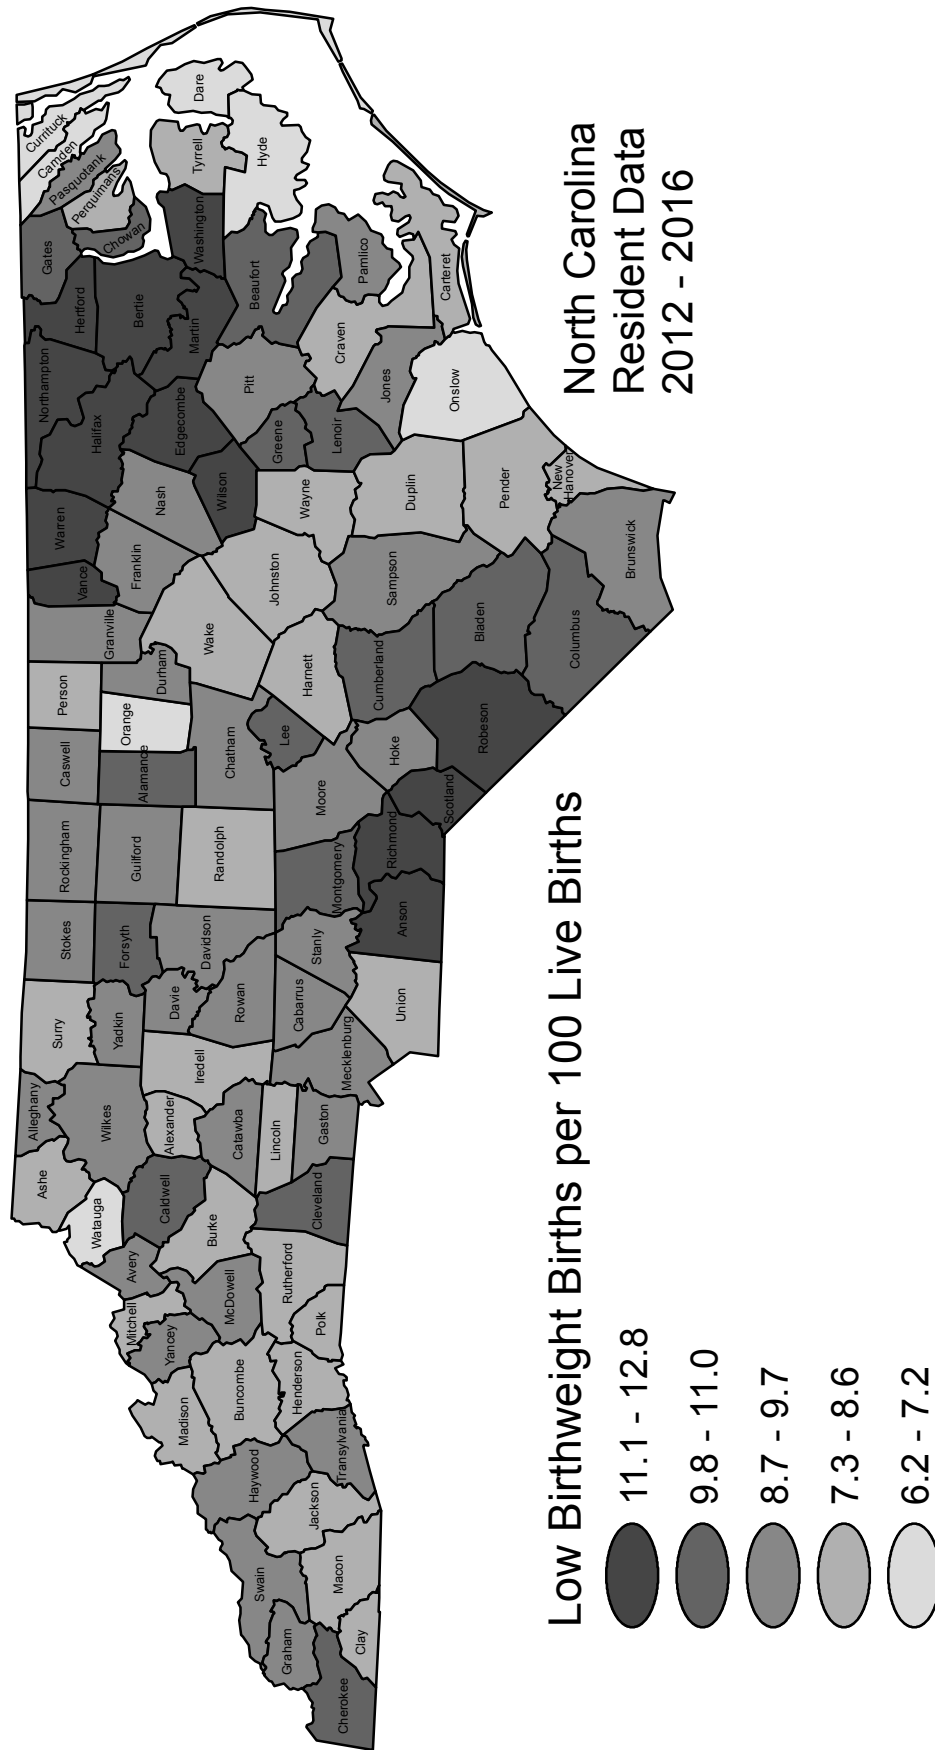 Cherokee
Graham
Clay
Swain
Macon
Jackson
Haywood
Transylvania
Madison
Buncombe
Henderson
Yancey
Mitchell
McDowell
Polk
Rutherford
Avery
Watauga
Burke
Caldwell
Cleveland
Ashe
Alleghany
Wilkes
Alexander
Catawba
Lincoln
Gaston
Surry
Yadkin
Iredell
Mecklenburg
Stokes
Forsyth
Davie
Davidson
Rowan
Cabarrus
Stanly
Union
Rockingham
Guilford
Randolph
Montgomery
Anson
Richmond
Caswell
Alamance
Chatham
Moore
Lee
Hoke
Scotland
Person
Orange
Durham
Wake
Harnett
Cumberland
Robeson
Granville
Vance
Franklin
Johnston
Sampson
Bladen
Columbus
Warren
Nash
Wilson
Wayne
Duplin
Pender
New
Hanover
Brunswick
Northampton
Halifax
Edgecombe
Pitt
Greene
Lenoir
Jones
Onslow
Hertford
Bertie
Martin
Beaufort
Craven
Pamlico
Carteret
Gates
Chowan
Washington
Perquimans
Pasquotank
Camden
Currituck
Tyrrell
Hyde
Dare
North Carolina
Resident Data
2012 - 2016
Low Birthweight Births per 100 Live Births
11.1 - 12.8
9.8 - 11.0
8.7 - 9.7
7.3 - 8.6
6.2 - 7.2